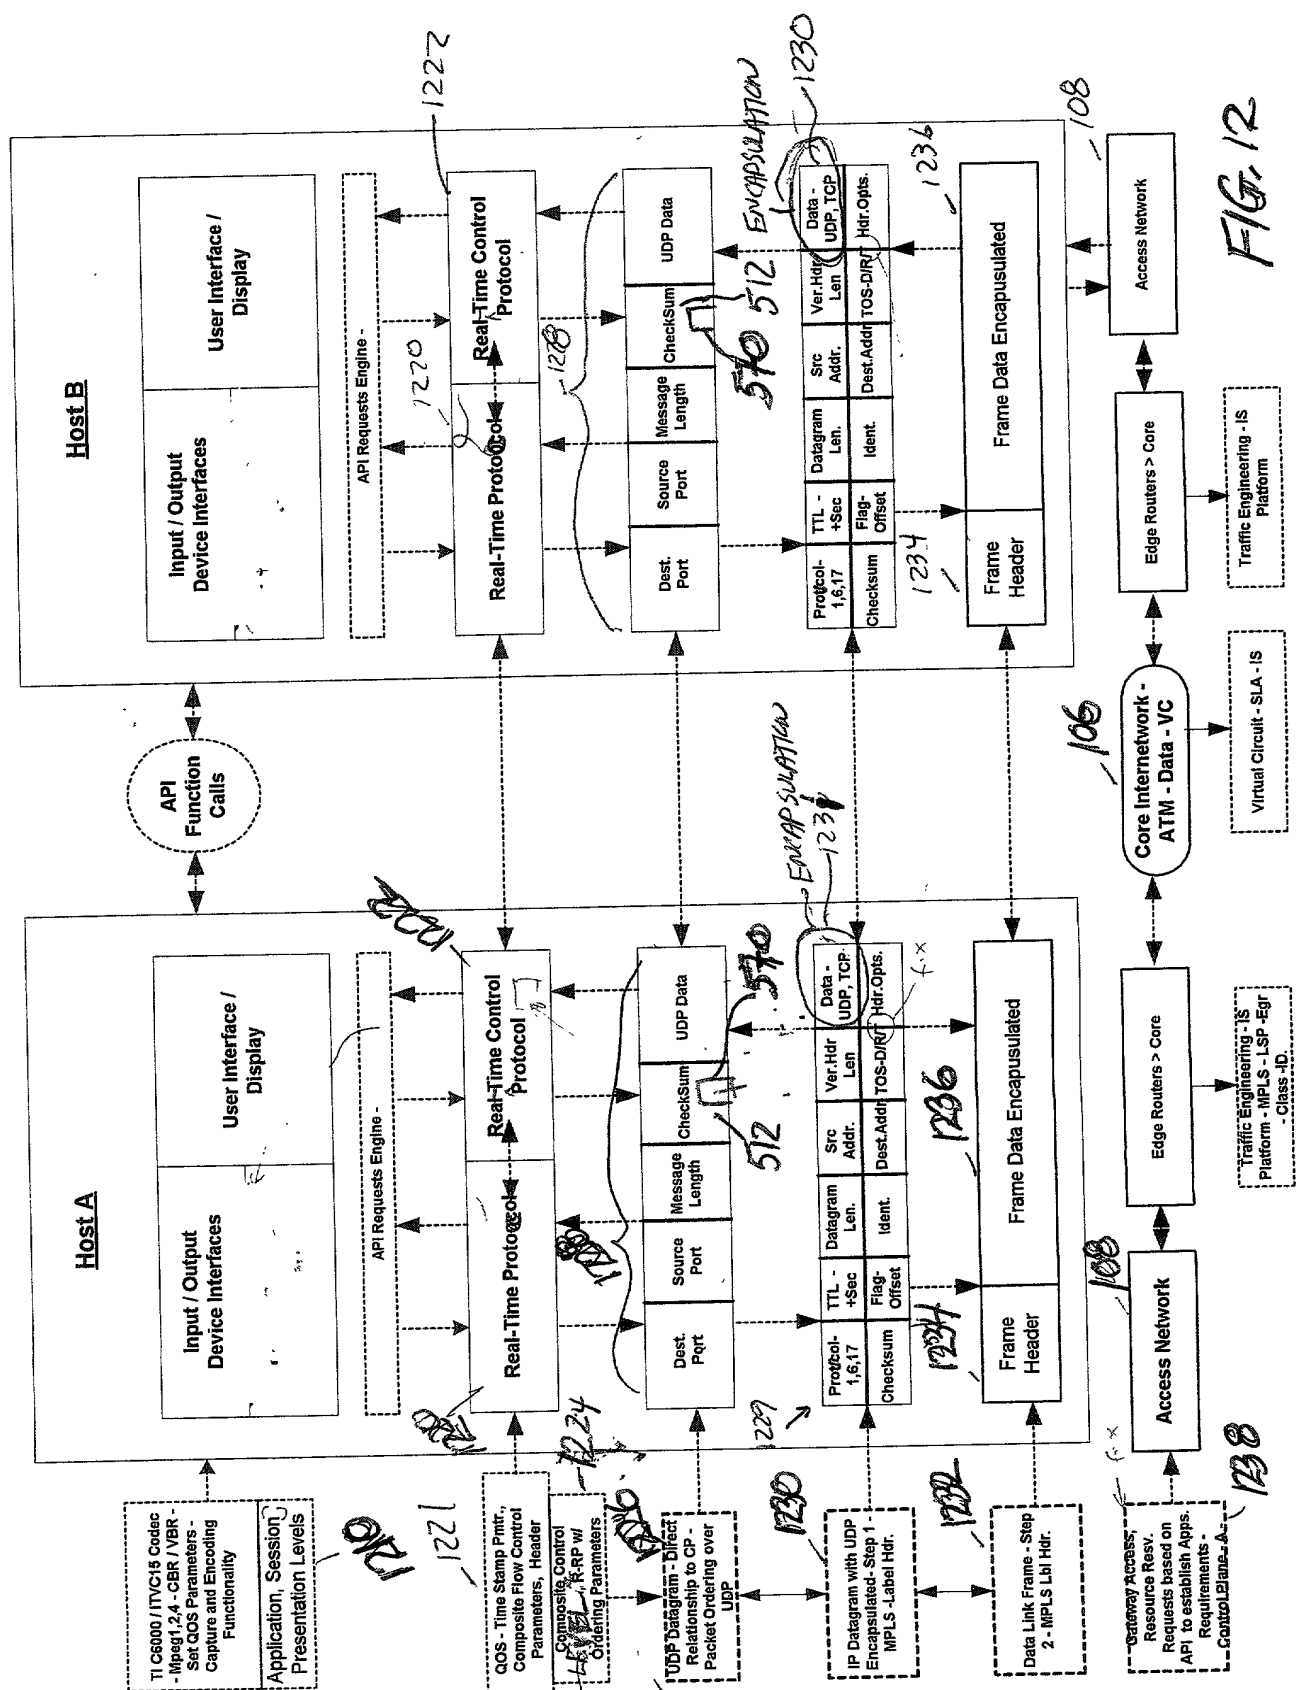 Host A
Input / Output
Device Interfaces
User Interface /
Display
API Requests Engine -
Real-Time Protocol
Real-Time Control
Protocol
Dest.
Port
Source
Port
Message
Length
CheckSum
UDP Data
512
570
ENCAPSULATION
Prot/col-
1,6,17
TTL -
+Sec
Datagram
Len.
Src
Addr.
Ver.Hdr
Len
Data -
UDP, TCP
Checksum
Flag-
Offset
Ident.
Dest.Addr
TOS-D/R/T
Hdr.Opts.
1229
1234
1236
Frame
Header
Frame Data Encapusulated
API
Function
Calls
Host B
Input / Output
Device Interfaces
User Interface /
Display
API Requests Engine -
1220
1222
Real-Time Protocol
Real-Time Control
Protocol
1228
Dest.
Port
Source
Port
Message
Length
CheckSum
UDP Data
570
512
ENCAPSULATION
1230
Prot/col-
1,6,17
TTL -
+Sec
Datagram
Len.
Src
Addr.
Ver.Hdr
Len
Data -
UDP, TCP
Checksum
Flag-
Offset
Ident.
Dest.Addr
TOS-D/R/T
Hdr.Opts.
1234
1236
Frame
Header
Frame Data Encapusulated
TI C6000 / ITVC15 Codec
- Mpeg1,2,4 - CBR / VBR -
Set QOS Parameters -
Capture and Encoding
Functionality
Application, Session
Presentation Levels
1210
1221
QOS - Time Stamp Pmtr.,
Composite Flow Control
Parameters, Header
Composite Control
R-RP w/
Ordering Parameters
1224
UDP Datagram - Direct
Relationship to CP -
Packet Ordering over
UDP
1230
IP Datagram with UDP
Encapsulated- Step 1 -
MPLS -Label Hdr.
1232
Data Link Frame - Step
2 - MPLS Lbl Hdr.
Gateway Access,
Resource Resv.
Requests based on
API to establish Apps.
Requirements -
Control Plane - A
1238
108
Access Network
Edge Routers > Core
Traffic Engineering - IS
Platform - MPLS - LSP -Egr
- Class -ID.
106
Core Internetwork -
ATM - Data - VC
Virtual Circuit - SLA - IS
Edge Routers > Core
Traffic Engineering - IS
Platform
108
Access Network
FIG. 12